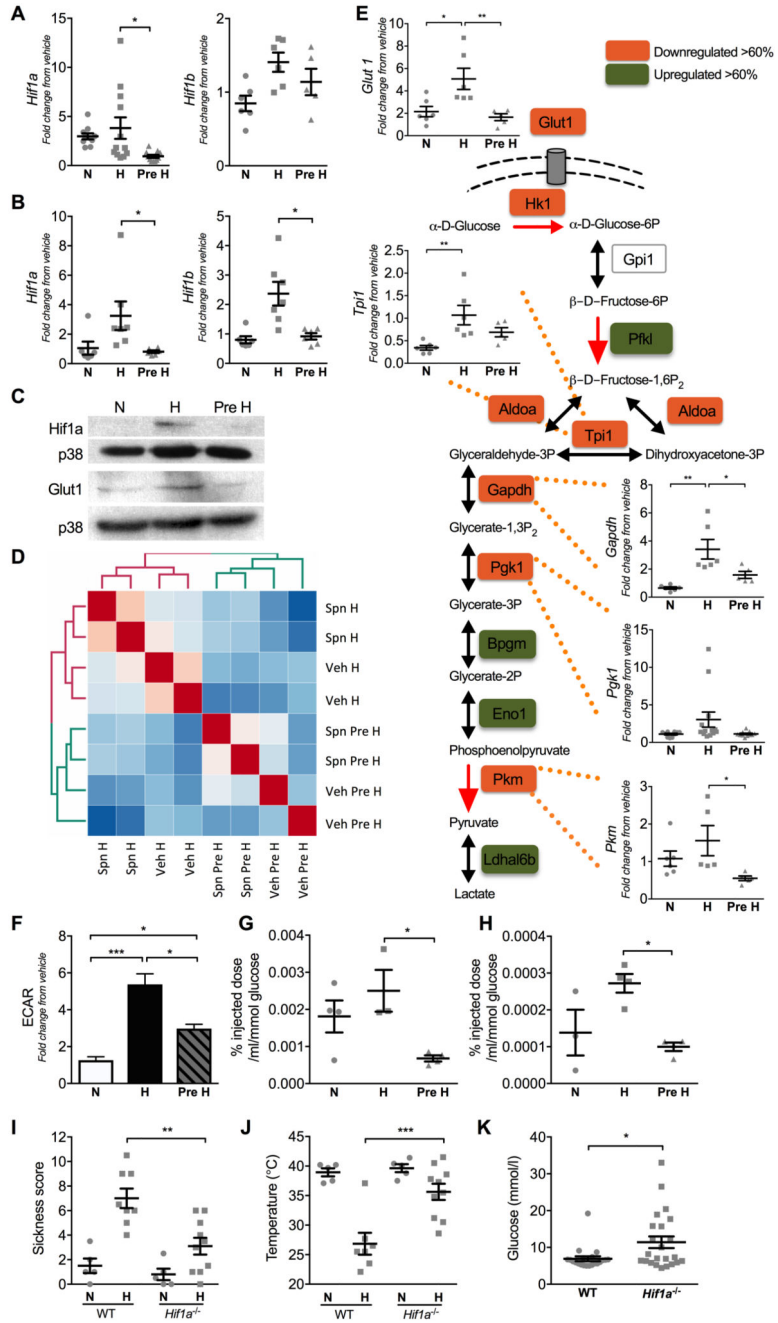 A
Hif1a
Fold change from vehicle
15
10
5
0
*
N H Pre H
Hif1b
Fold change from vehicle
2
1
0
N H Pre H
B
Hif1a
Fold change from vehicle
10
8
6
4
2
0
*
N H Pre H
Hif1b
Fold change from vehicle
6
5
4
3
2
1
0
*
N H Pre H
C
N H Pre H
Hif1a
p38
Glut1
p38
D
Spn H
Spn H
Veh H
Veh H
Spn Pre H
Spn Pre H
Veh Pre H
Veh Pre H
Spn H
Spn H
Veh H
Veh H
Spn Pre H
Spn Pre H
Veh Pre H
Veh Pre H
E
Glut 1
Fold change from vehicle
10
8
6
4
2
0
* **
N H Pre H
Downregulated >60%
Upregulated >60%
Glut1
Hk1
α-D-Glucose
α-D-Glucose-6P
Gpi1
β-D–Fructose-6P
Pfkl
β-D–Fructose-1,6P2
Tpi1
Fold change from vehicle
2.5
2.0
1.5
1.0
0.5
0.0
**
N H Pre H
Aldoa
Aldoa
Tpi1
Glyceraldehyde-3P
Dihydroxyacetone-3P
Gapdh
Glycerate-1,3P2
Pgk1
Glycerate-3P
Bpgm
Glycerate-2P
Eno1
Phosphoenolpyruvate
Pkm
Pyruvate
Ldhal6b
Lactate
Gapdh
Fold change from vehicle
8
6
4
2
0
** *
N H Pre H
Pgk1
Fold change from vehicle
15
10
5
0
N H Pre H
Pkm
Fold change from vehicle
3
2
1
0
*
N H Pre H
F
ECAR
Fold change from vehicle
8
6
4
2
0
*
*** *
N H Pre H
G
% injected dose
/ml/mmol glucose
0.004
0.003
0.002
0.001
0.000
*
N H Pre H
H
% injected dose
/ml/mmol glucose
0.0004
0.0003
0.0002
0.0001
0.0000
*
N H Pre H
I
Sickness score
12
10
8
6
4
2
0
**
N H N H
WT Hif1a-/-
J
Temperature (°C)
45
40
35
30
25
20
***
N H N H
WT Hif1a-/-
K
Glucose (mmol/l)
40
30
20
10
0
*
WT Hif1a-/-